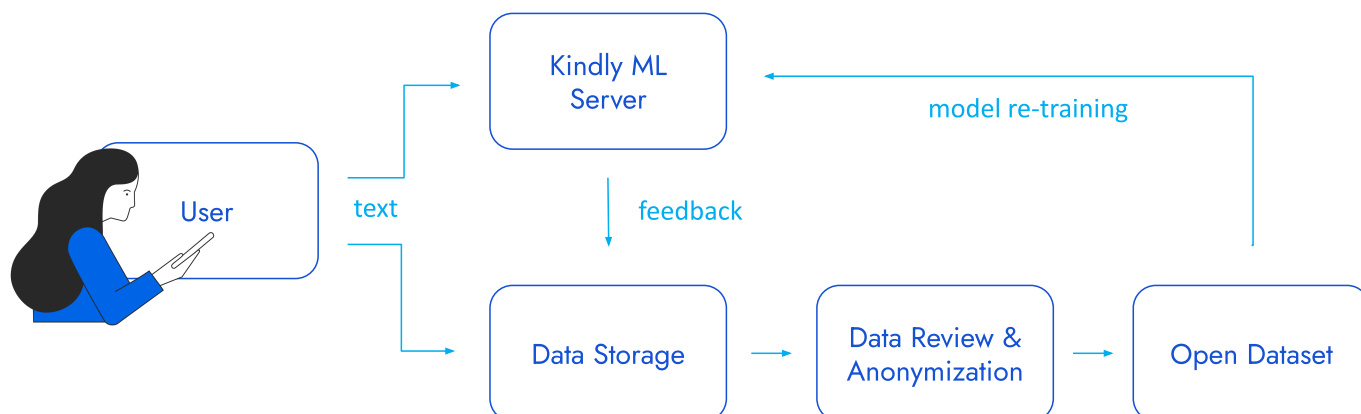 Kindly ML
Server
model re-training
User
text
feedback
Data Storage
Data Review &
Anonymization
Open Dataset